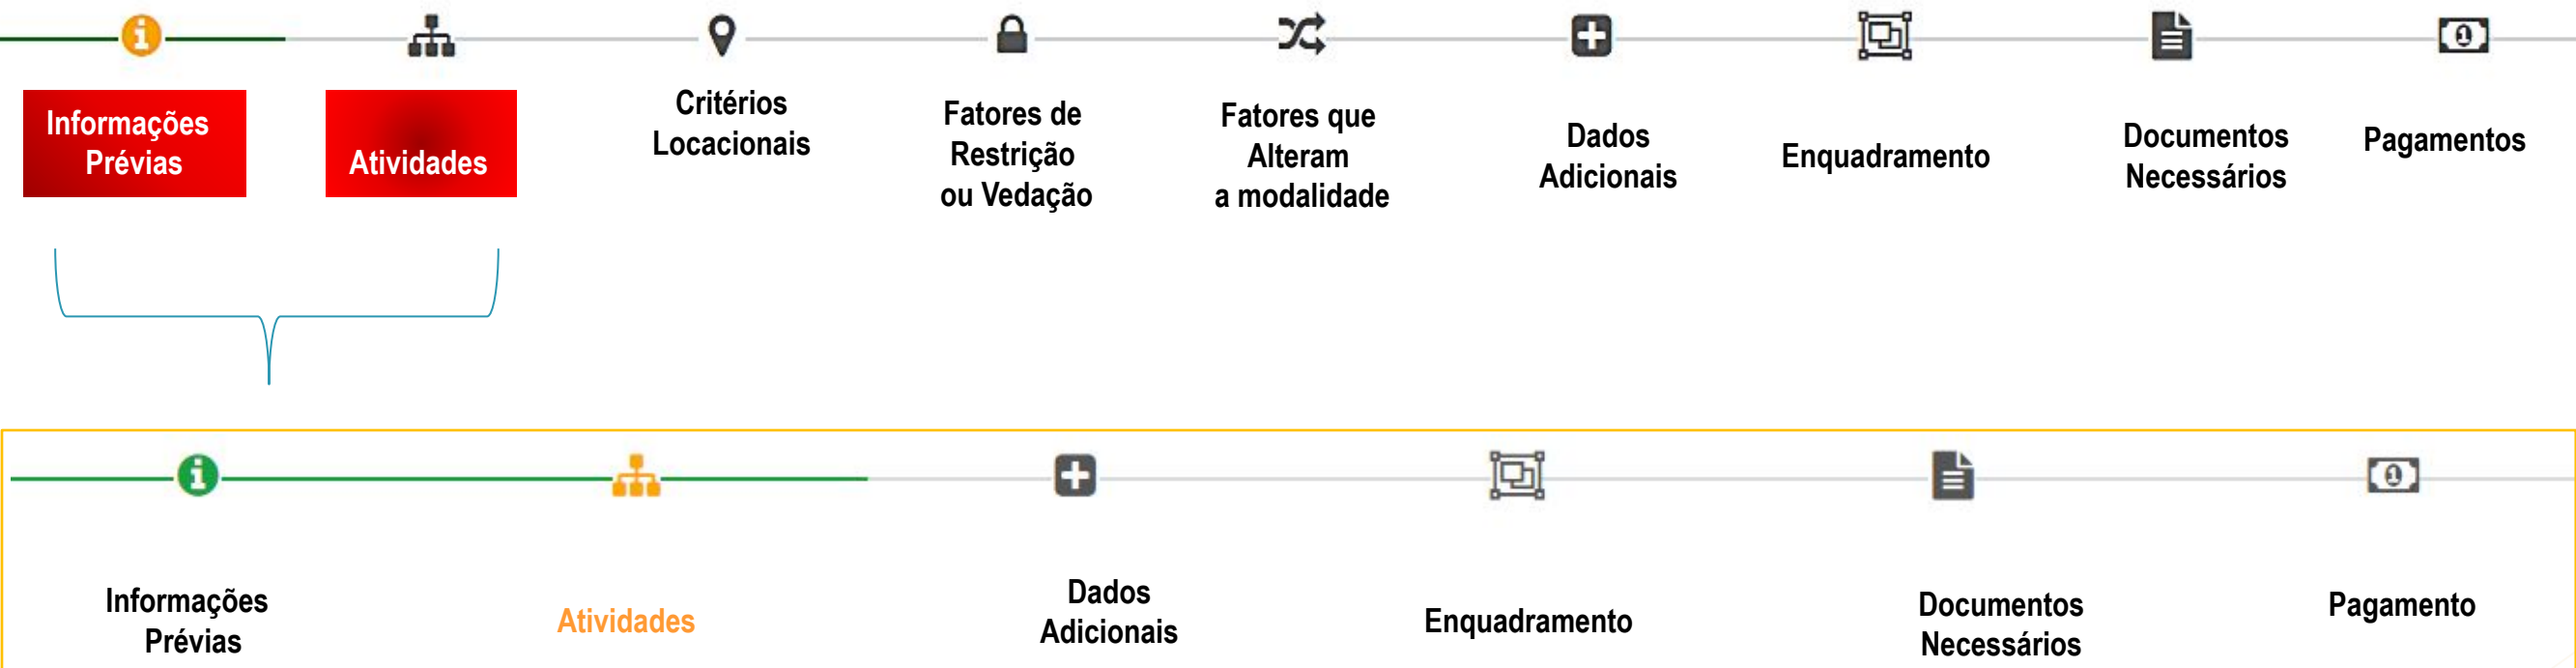 Informações
Prévias
Atividades
Critérios
Locacionais
Fatores de
Restrição
ou Vedação
Fatores que
Alteram
a modalidade
Dados
Adicionais
Enquadramento
Documentos
Necessários
Pagamentos
Informações
Prévias
Atividades
Dados
Adicionais
Enquadramento
Documentos
Necessários
Pagamento